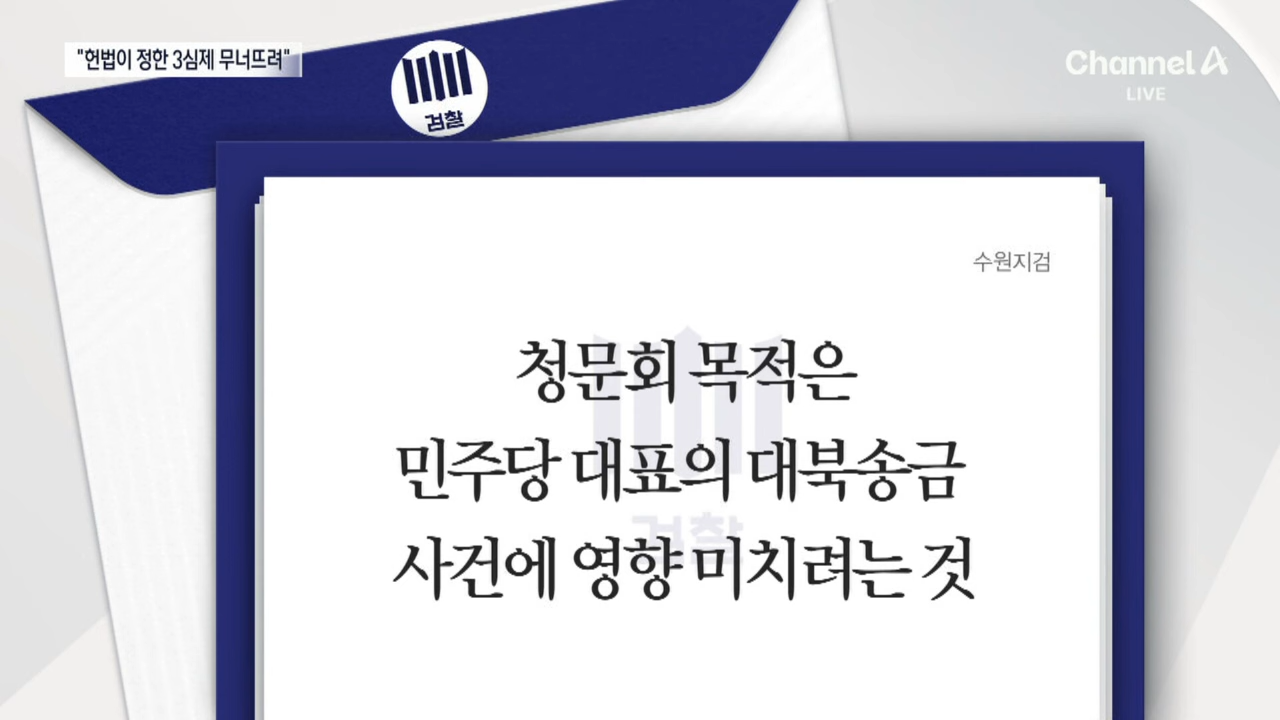 "헌법이 정한 3심제 무너뜨려"
Channel A
LIVE
검찰
수원지검
청문회 목적은
민주당 대표의 대북송금
사건에 영향 미치려는 것
검찰